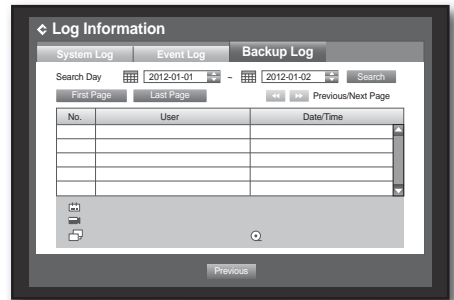 Log Information
System Log Event Log Backup Log
Search Day 2012-01-01 ~ 2012-01-02 Search
First Page Last Page Previous/Next Page
No. User Date/Time
Previous